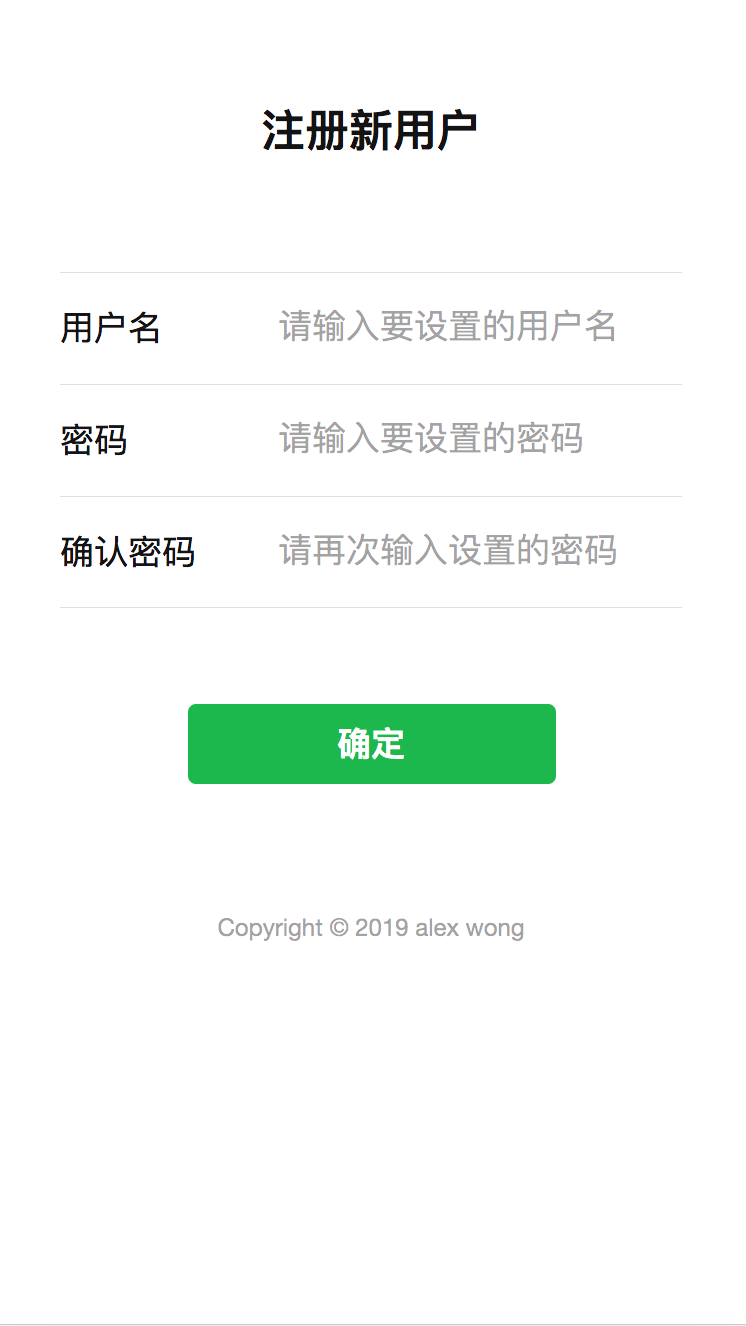 注册新用户
用户名 请输入要设置的用户名
密码 请输入要设置的密码
确认密码 请再次输入设置的密码
确定
Copyright © 2019 alex wong